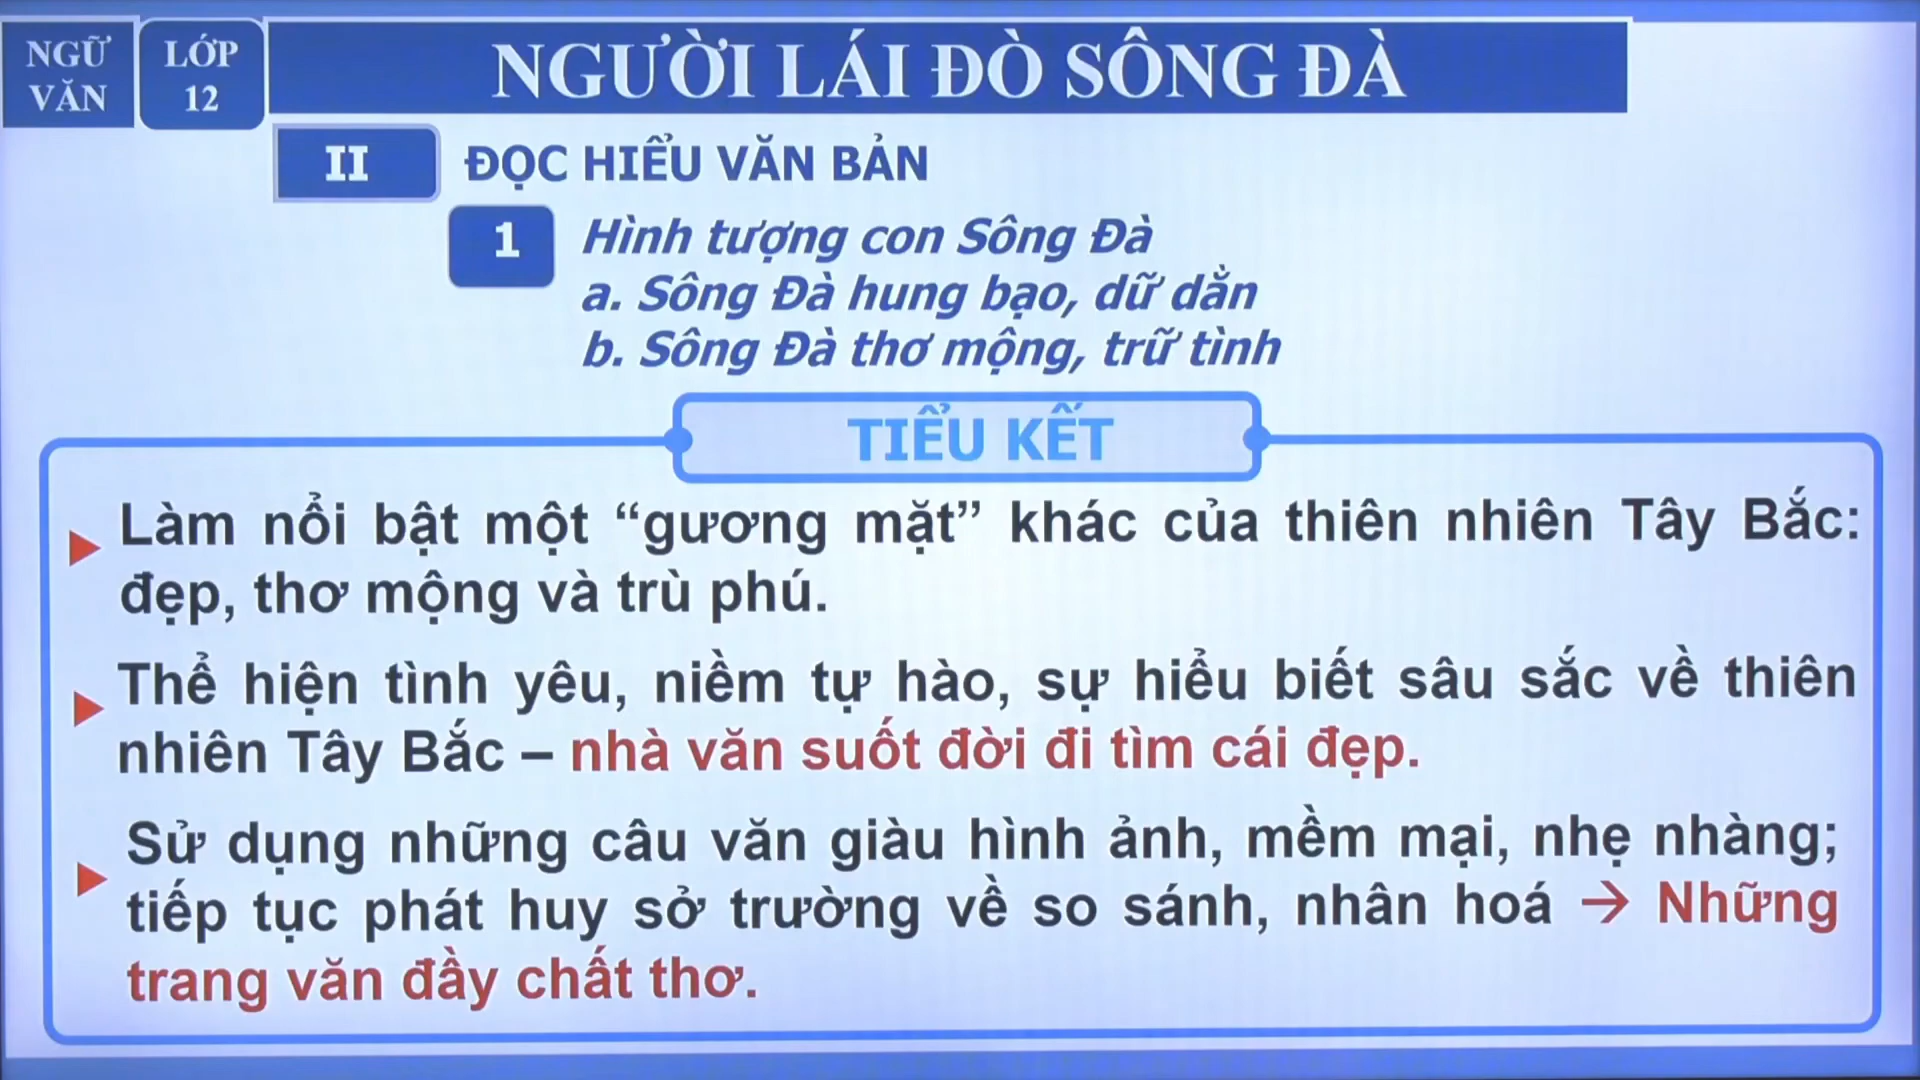 NGỮ
VĂN
LỚP
12
NGƯỜI LÁI ĐÒ SÔNG ĐÀ
II
ĐỌC HIỂU VĂN BẢN
1
Hình tượng con Sông Đà
a. Sông Đà hung bạo, dữ dằn
b. Sông Đà thơ mộng, trữ tình
TIỂU KẾT
Làm nổi bật một “gương mặt” khác của thiên nhiên Tây Bắc:
đẹp, thơ mộng và trù phú.
Thể hiện tình yêu, niềm tự hào, sự hiểu biết sâu sắc về thiên
nhiên Tây Bắc – nhà văn suốt đời đi tìm cái đẹp.
Sử dụng những câu văn giàu hình ảnh, mềm mại, nhẹ nhàng;
tiếp tục phát huy sở trường về so sánh, nhân hoá → Những
trang văn đầy chất thơ.